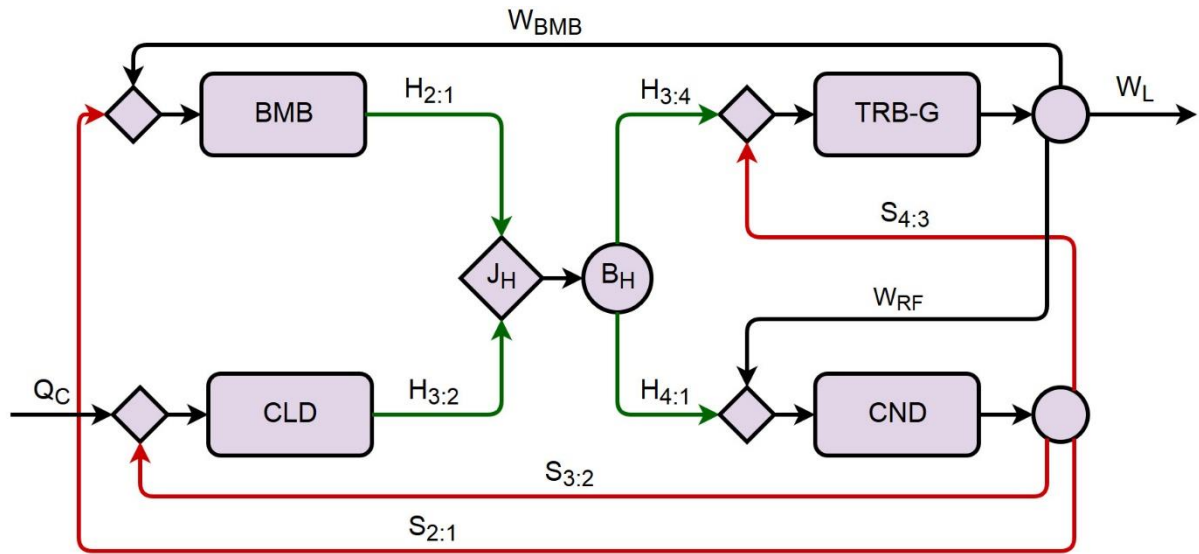 W_BMB
H_2:1
H_3:4
W_L
BMB
TRB-G
S_4:3
J_H
B_H
W_RF
Q_C
H_3:2
H_4:1
CLD
CND
S_3:2
S_2:1